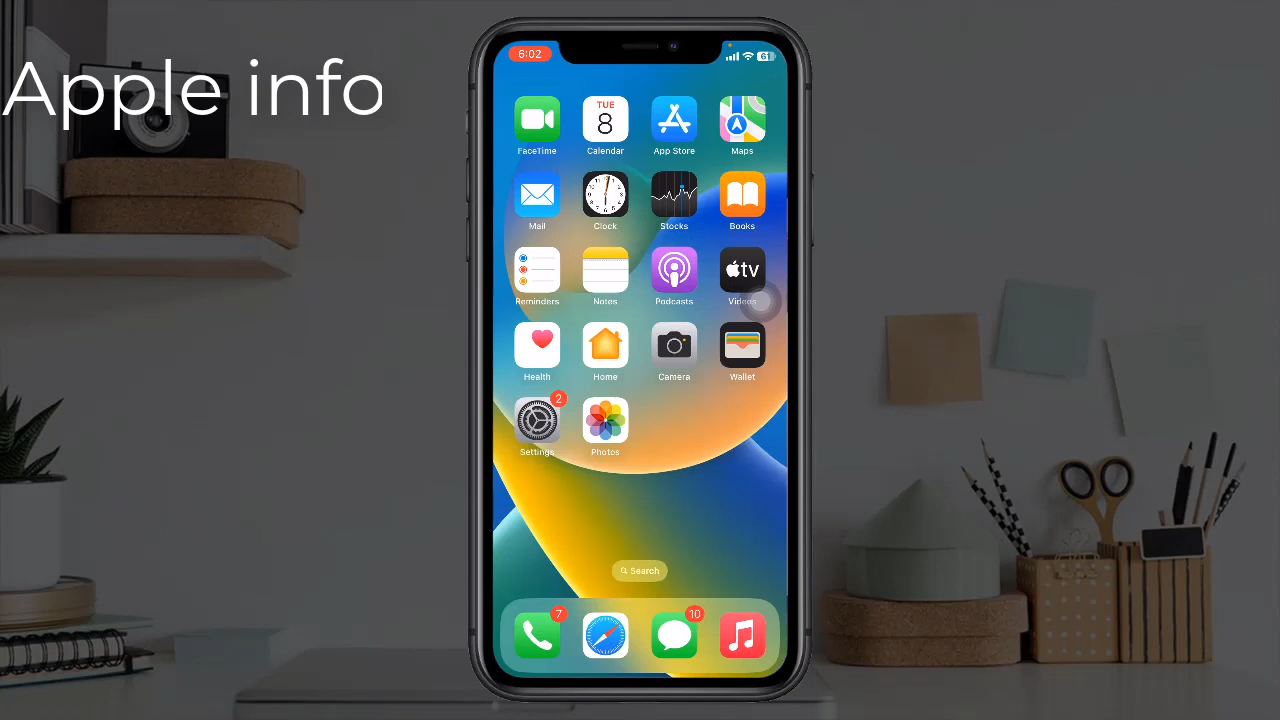 Apple info
6:02
61
TUE
8
FaceTime
Calendar
App Store
Maps
Mail
Clock
Stocks
Books
tv
Reminders
Notes
Podcasts
Videos
Health
Home
Camera
Wallet
2
Settings
Photos
Search
7
10